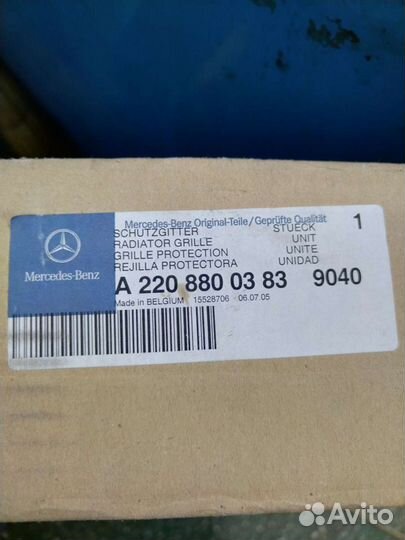 Mercedes-Benz Original-Teile/Geprüfte Qualität 1
SCHUTZGITTER STUECK
RADIATOR GRILLE UNIT
GRILLE PROTECTION UNITE
REJILLA PROTECTORA UNIDAD
Mercedes-Benz
A 220 880 03 83 9040
Made in BELGIUM 15528706 06.07.05
Avito